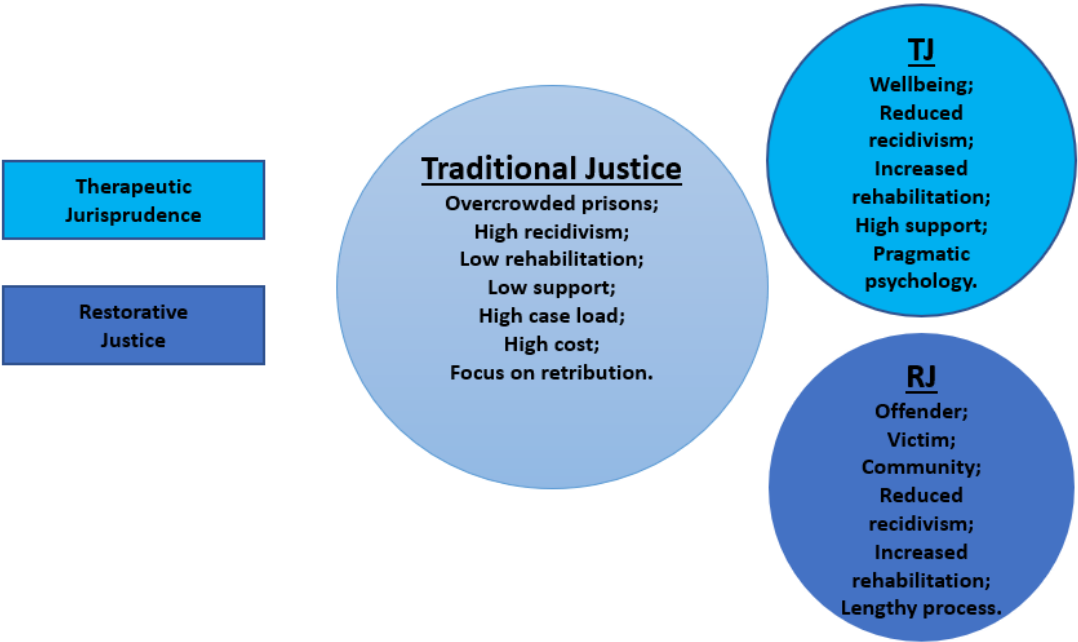 Therapeutic
Jurisprudence
Restorative
Justice
Traditional Justice
Overcrowded prisons;
High recidivism;
Low rehabilitation;
Low support;
High case load;
High cost;
Focus on retribution.
TJ
Wellbeing;
Reduced
recidivism;
Increased
rehabilitation;
High support;
Pragmatic
psychology.
RJ
Offender;
Victim;
Community;
Reduced
recidivism;
Increased
rehabilitation;
Lengthy process.